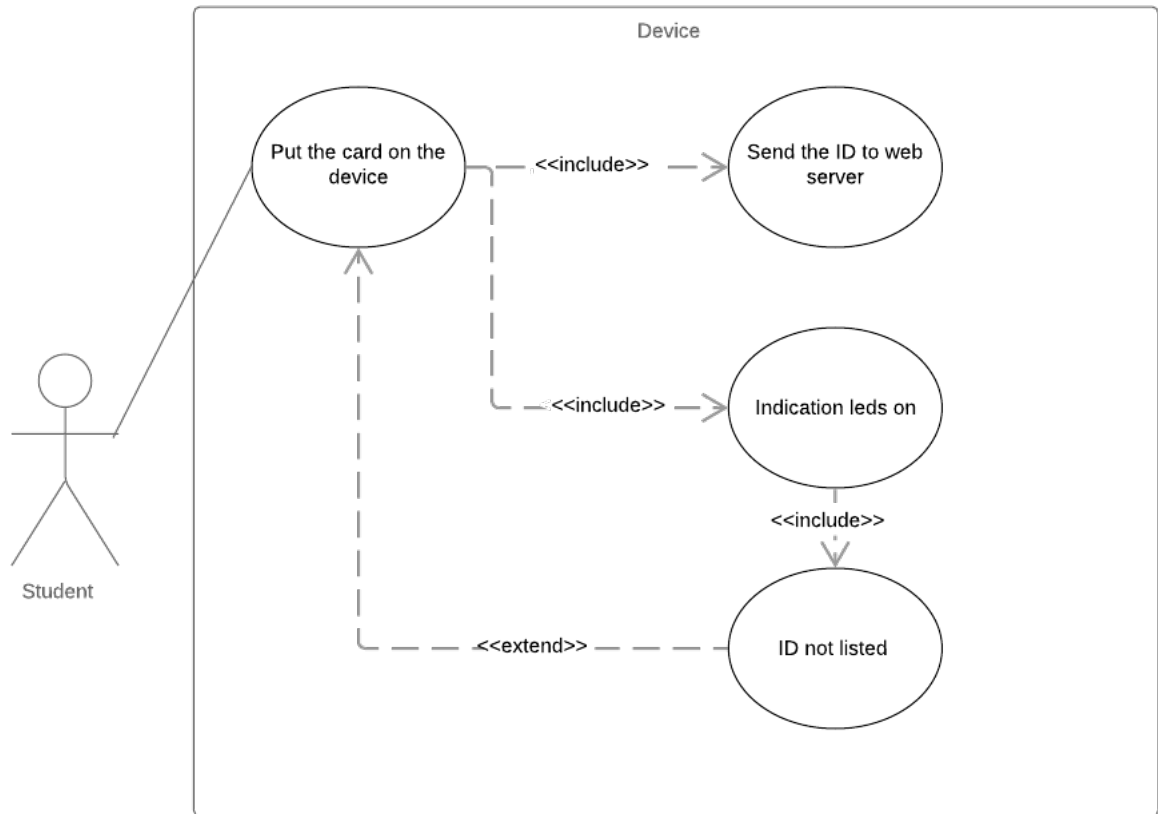 Device
Put the card on the
device
<<include>>
Send the ID to web
server
<<include>>
Indication leds on
<<include>>
Student
<<extend>>
ID not listed